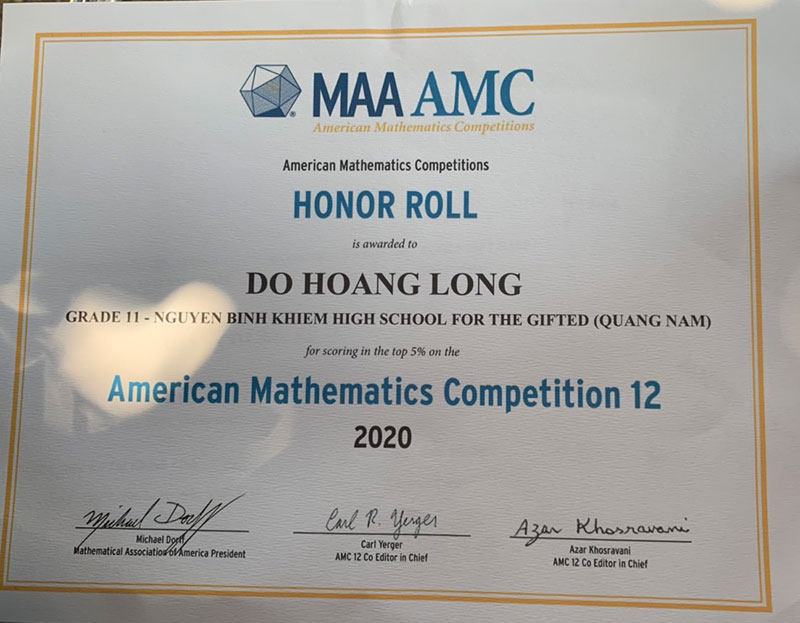 MAA AMC
American Mathematics Competitions
American Mathematics Competitions
HONOR ROLL
is awarded to
DO HOANG LONG
GRADE 11 - NGUYEN BINH KHIEM HIGH SCHOOL FOR THE GIFTED (QUANG NAM)
for scoring in the top 5% on the
American Mathematics Competition 12
2020
Michael Dorff
Carl R. Yerger
Azar Khosravani
Michael Dorff
Mathematical Association of America President
Carl Yerger
AMC 12 Co Editor in Chief
Azar Khosravani
AMC 12 Co Editor in Chief